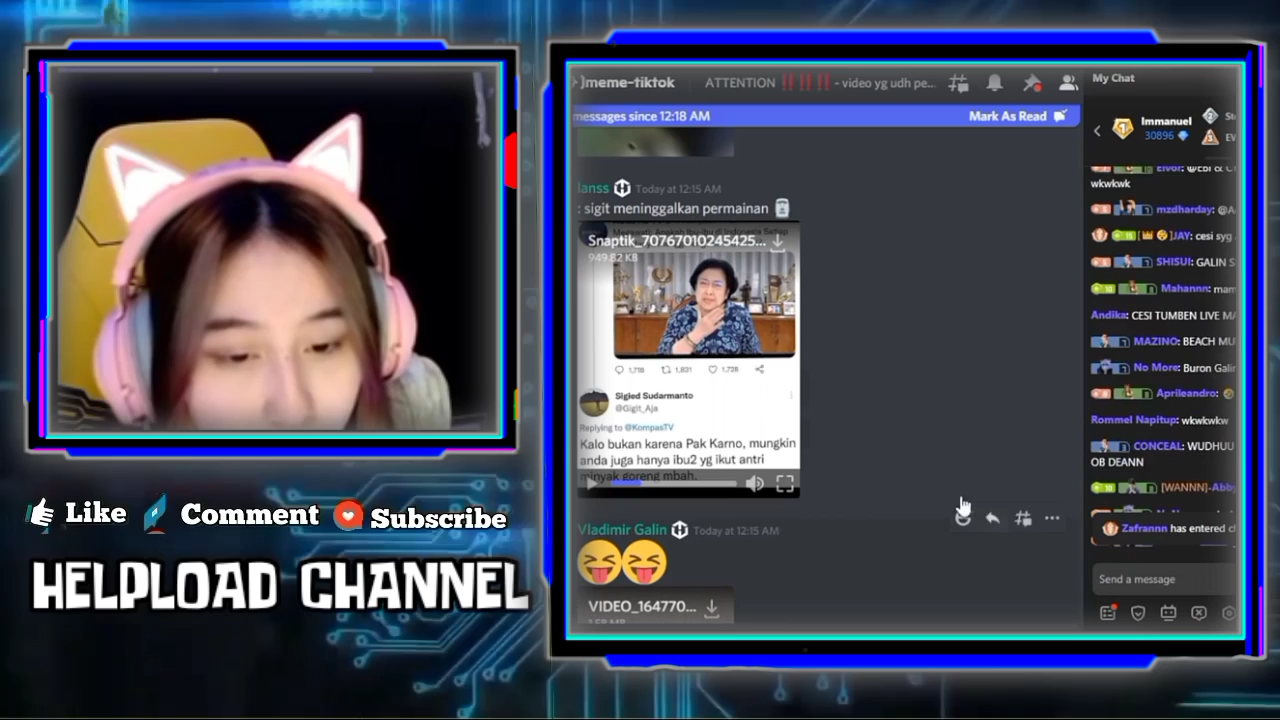 Like
Comment
Subscribe
HELPLOAD CHANNEL
meme-tiktok
ATTENTION ‼️‼️‼️ - video yg udh pe...
messages since 12:18 AM
Mark As Read
anss
Today at 12:15 AM
: sigit meninggalkan permainan
Snaptik_70767010245425...
949.82 KB
1,718
1,831
1,728
Sigied Sudarmanto
@Gigit_Aja
Replying to @KompasTV
Kalo bukan karena Pak Karno, mungkin
anda juga hanya ibu2 yg ikut antri
minyak goreng mbah.
Vladimir Galin
Today at 12:15 AM
😝😝
VIDEO_164770...
1.58 MB
My Chat
Immanuel
30896
wkwkwk
mzdharday: @A
JAY: cesi syg
SHISUI: GALIN S
Mahannn: mam
Andika: CESI TUMBEN LIVE MA
MAZINO: BEACH MU
No More: Buron Galin
Aprileandro:
Rommel Napitup: wkwkwkw
CONCEAL: WUDHUU
OB DEANN
[WANNN]-Abb
Zafrannn has entered c
Send a message